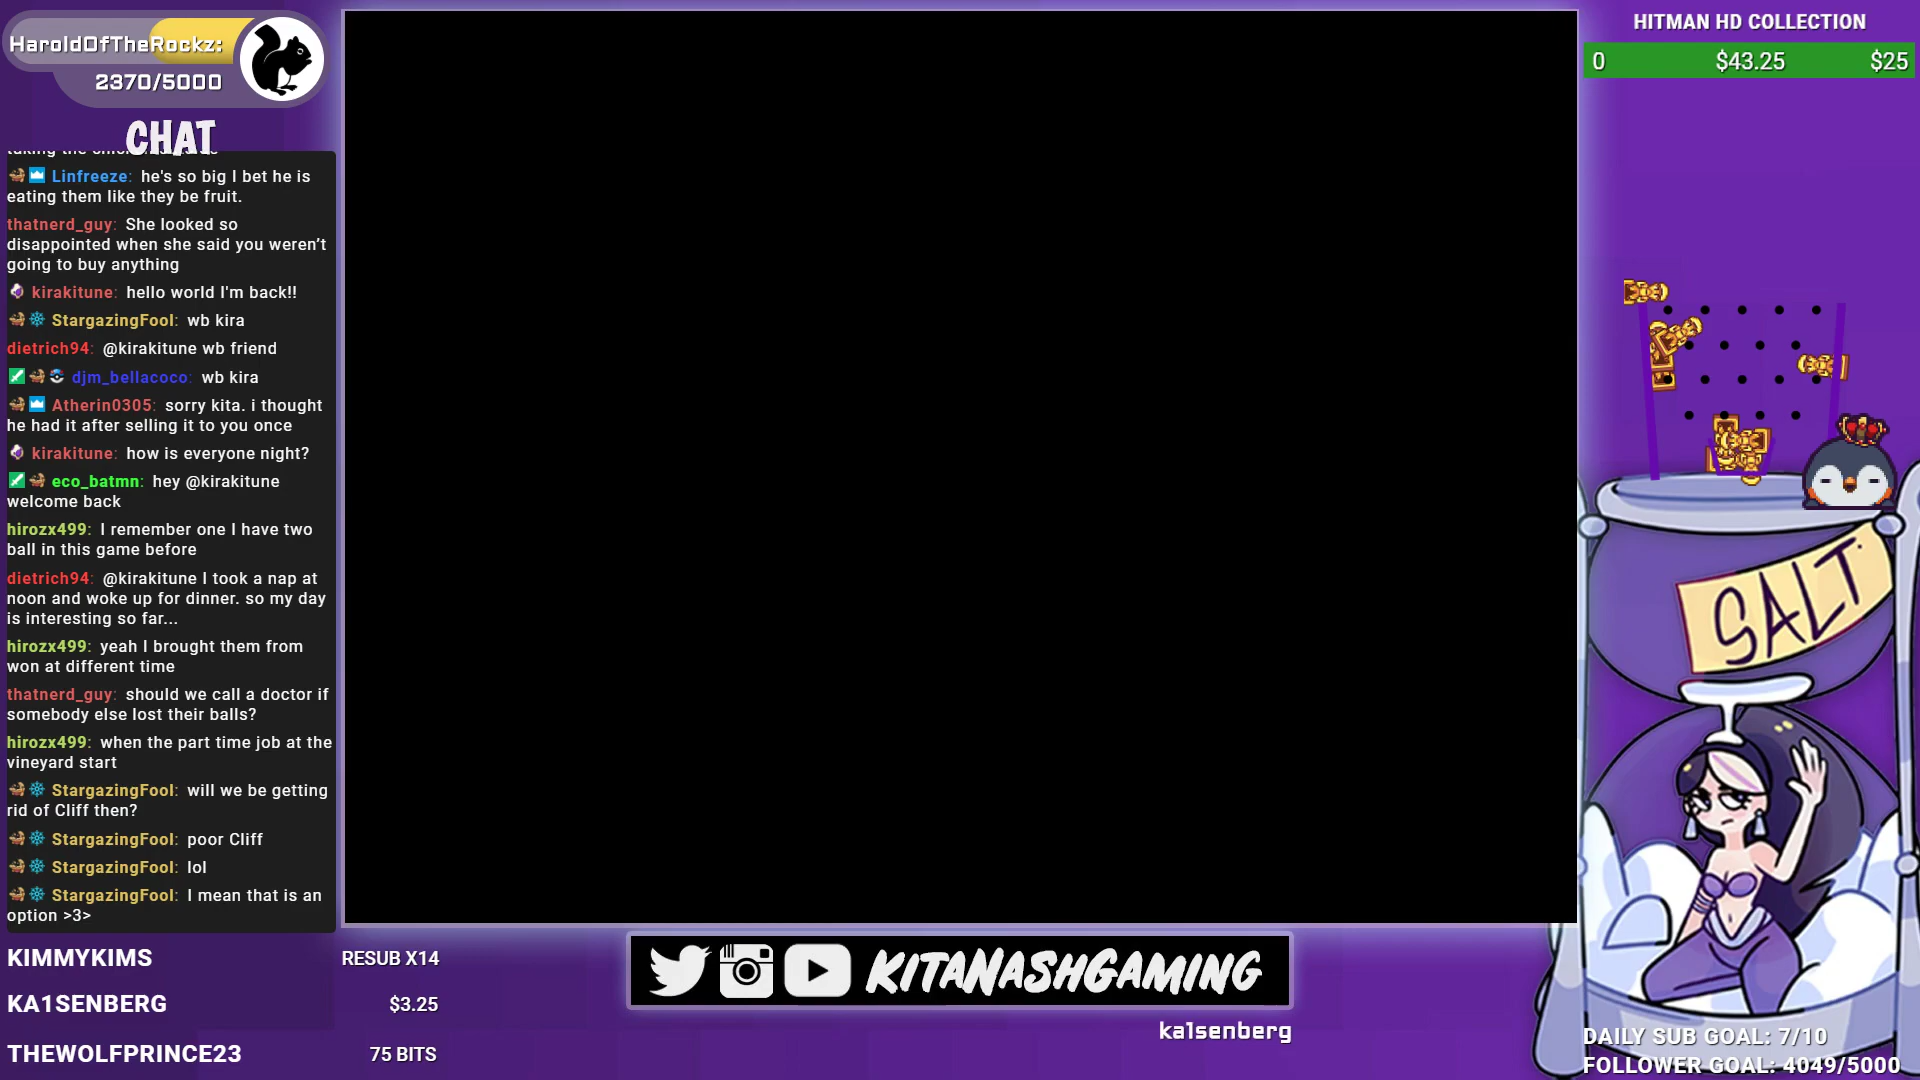 HaroldOfTheRockz:
2370/5000
CHAT
Linfreeze: he's so big I bet he is
eating them like they be fruit.
thatnerd_guy: She looked so
disappointed when she said you weren't
going to buy anything
kirakitune: hello world I'm back!!
StargazingFool: wb kira
dietrich94: @kirakitune wb friend
djm_bellacoco: wb kira
Atherin0305: sorry kita. i thought
he had it after selling it to you once
kirakitune: how is everyone night?
eco_batmn: hey @kirakitune
welcome back
hirozx499: I remember one I have two
ball in this game before
dietrich94: @kirakitune I took a nap at
noon and woke up for dinner. so my day
is interesting so far...
hirozx499: yeah I brought them from
won at different time
thatnerd_guy: should we call a doctor if
somebody else lost their balls?
hirozx499: when the part time job at the
vineyard start
StargazingFool: will we be getting
rid of Cliff then?
StargazingFool: poor Cliff
StargazingFool: lol
StargazingFool: I mean that is an
option >3>
KIMMYKIMS RESUB X14
KA1SENBERG $3.25
THEWOLFPRINCE23 75 BITS
KITANASHGAMING
ka1senberg
HITMAN HD COLLECTION
0 $43.25 $25
SALT
DAILY SUB GOAL: 7/10
FOLLOWER GOAL: 4049/5000